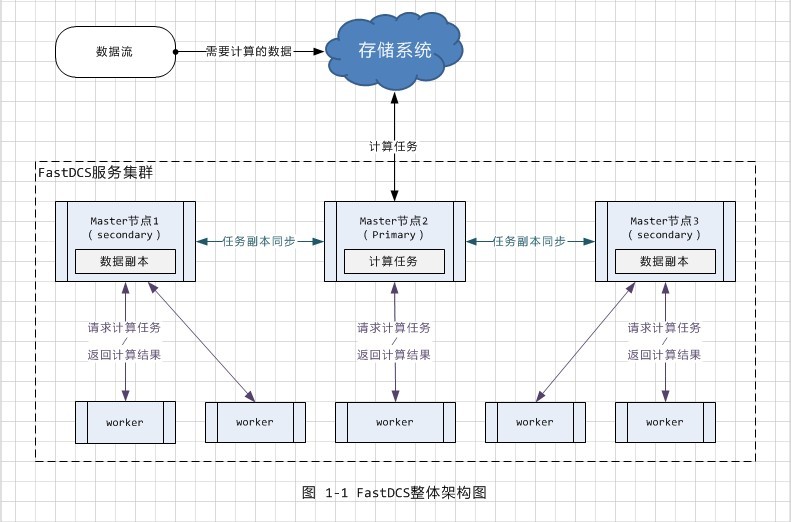 数据流
需要计算的数据
存储系统
计算任务
FastDCS服务集群
Master节点1
（secondary）
数据副本
任务副本同步
Master节点2
（Primary）
计算任务
任务副本同步
Master节点3
（secondary）
数据副本
请求计算任务
/
返回计算结果
请求计算任务
/
返回计算结果
请求计算任务
/
返回计算结果
worker
worker
worker
worker
worker
图 1-1 FastDCS整体架构图